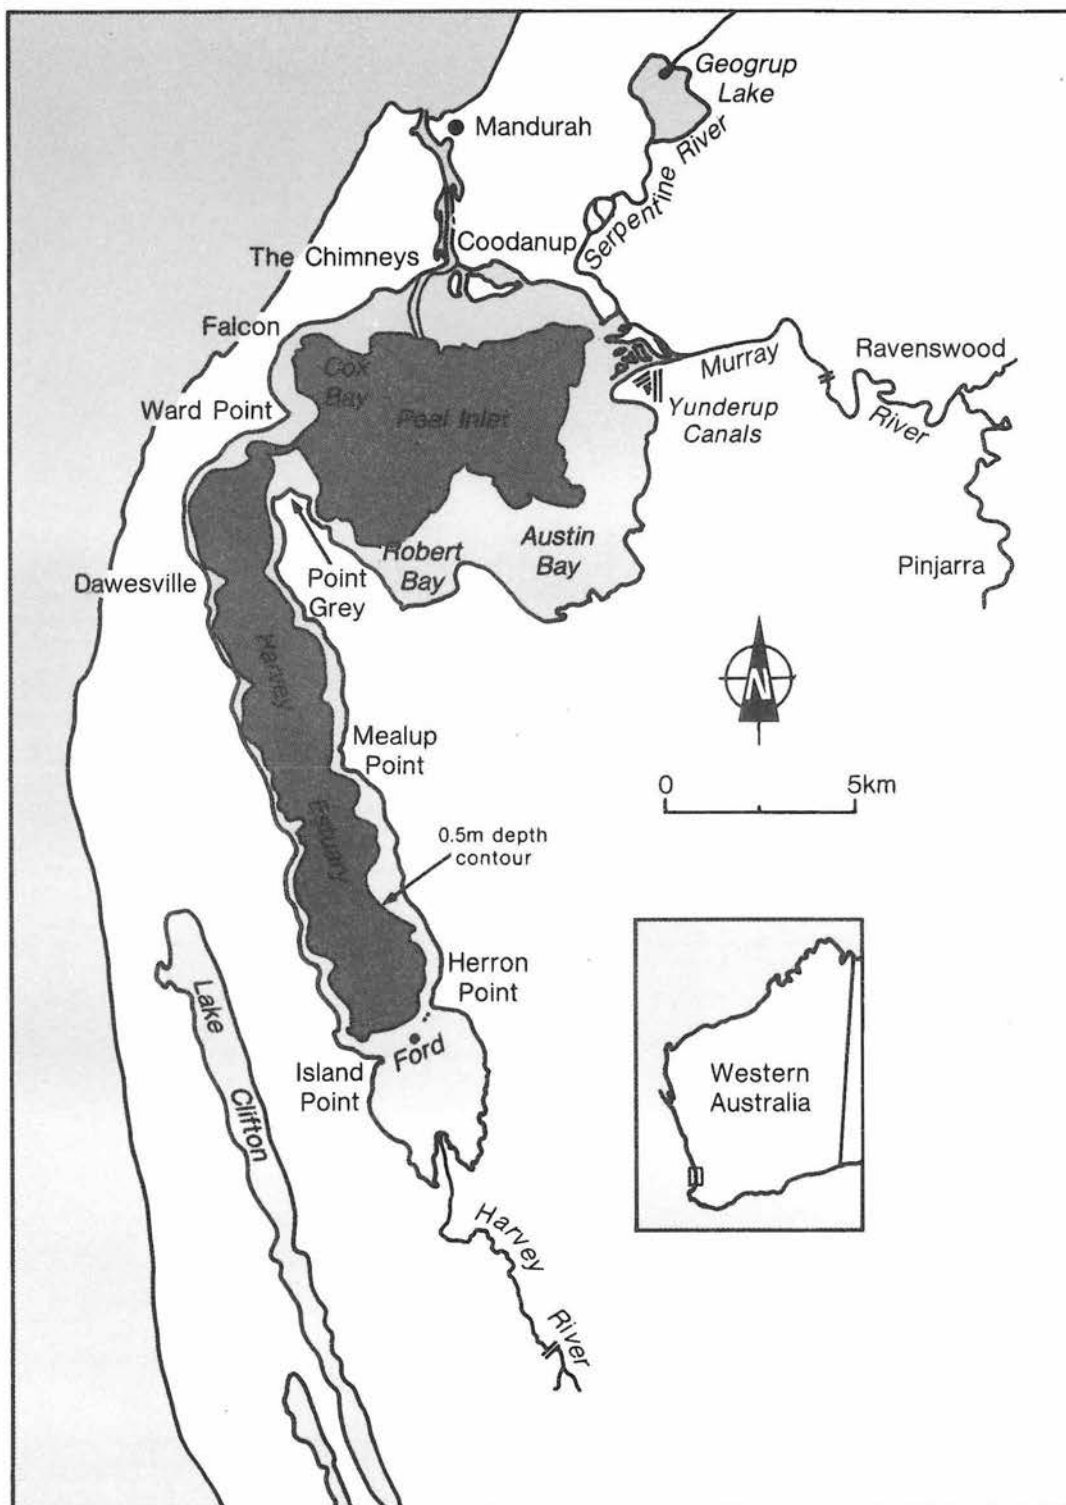 Geogrup
Lake
Mandurah
Serpentine River
Coodanup
The Chimneys
Falcon
Cox
Bay
Murray
River
Ravenswood
Ward Point
Peel Inlet
Yunderup
Canals
Austin
Bay
Robert
Bay
Pinjarra
Dawesville
Point
Grey
N
Harvey
Estuary
Mealup
Point
0 5km
0.5m depth
contour
Herron
Point
Lake
Clifton
Ford
Island
Point
Western
Australia
Harvey
River